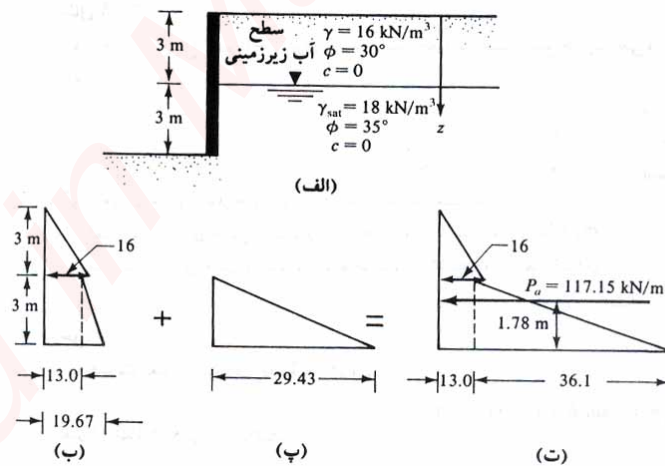 3 m
3 m
سطح
آب زیرزمینی
γ = 16 kN/m³
ϕ = 30°
c = 0
γsat = 18 kN/m³
ϕ = 35°
c = 0
z
(الف)
3 m
3 m
16
13.0
19.67
(ب)
+
29.43
(پ)
=
16
Pa = 117.15 kN/m
1.78 m
13.0
36.1
(ت)